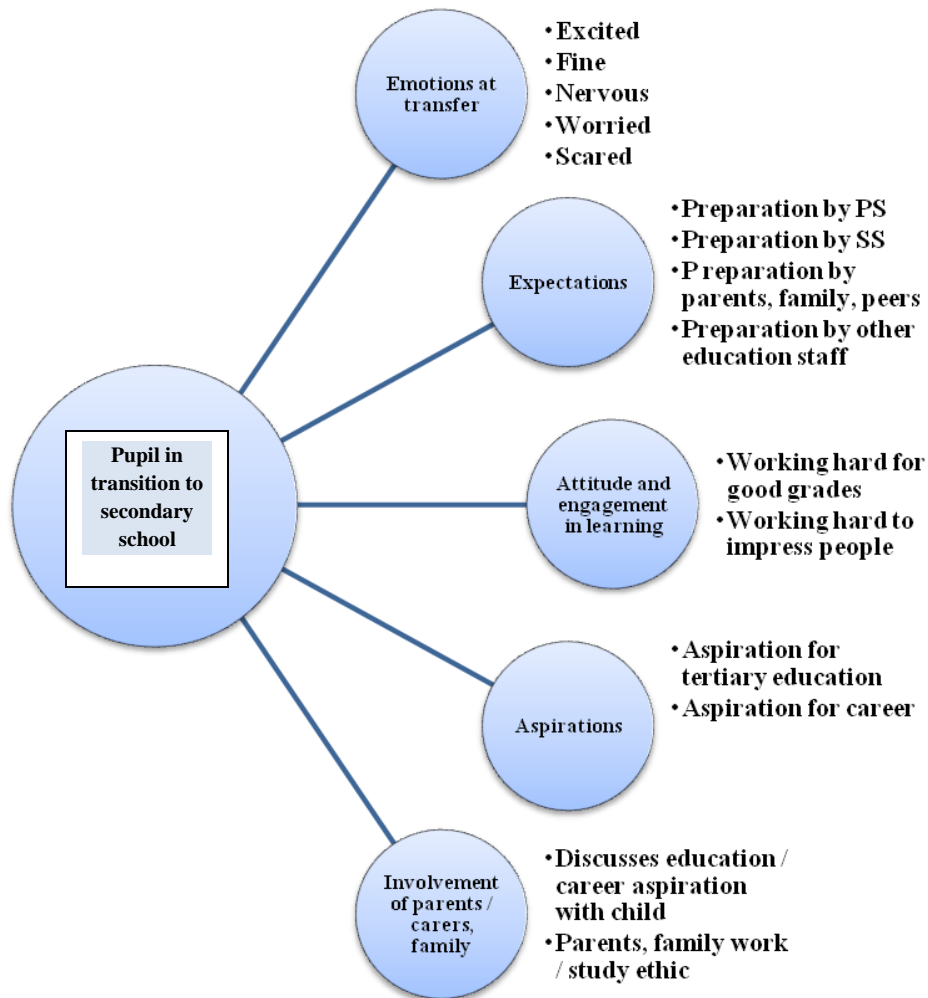 Emotions at
transfer
•Excited
•Fine
•Nervous
•Worried
•Scared
Expectations
•Preparation by PS
•Preparation by SS
•P reparation by
parents, family, peers
•Preparation by other
education staff
Pupil in
transition to
secondary
school
Attitude and
engagement
in learning
•Working hard for
good grades
•Working hard to
impress people
Aspirations
•Aspiration for
tertiary education
•Aspiration for career
Involvement
of parents /
carers,
family
•Discusses education /
career aspiration
with child
•Parents, family work
/ study ethic